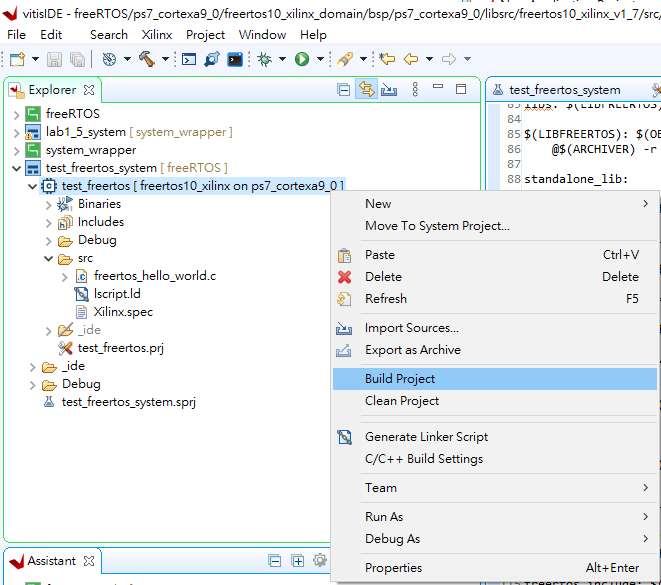 vitisIDE - freeRTOS/ps7_cortexa9_0/freertos10_xilinx_domain/bsp/ps7_cortexa9_0/libsrc/freertos10_xilinx_v1_7/src/
File Edit Search Xilinx Project Window Help
Explorer
freeRTOS
lab1_5_system [ system_wrapper ]
system_wrapper
test_freertos_system [ freeRTOS ]
test_freertos [ freertos10_xilinx on ps7_cortexa9_0 ]
Binaries
Includes
Debug
src
freertos_hello_world.c
lscript.ld
Xilinx.spec
_ide
test_freertos.prj
_ide
Debug
test_freertos_system.sprj
Assistant
test_freertos_system
84
85 $(LIBFREERTOS): $(OB
86 @$(ARCHIVER) -r
87
88 standalone_lib:
New
Move To System Project...
Paste Ctrl+V
Delete Delete
Refresh F5
Import Sources...
Export as Archive
Build Project
Clean Project
Generate Linker Script
C/C++ Build Settings
Team
Run As
Debug As
Properties Alt+Enter